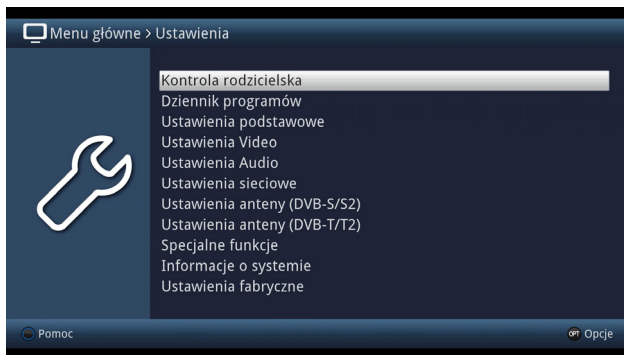 Menu główne > Ustawienia
Kontrola rodzicielska
Dziennik programów
Ustawienia podstawowe
Ustawienia Video
Ustawienia Audio
Ustawienia sieciowe
Ustawienia anteny (DVB-S/S2)
Ustawienia anteny (DVB-T/T2)
Specjalne funkcje
Informacje o systemie
Ustawienia fabryczne
Pomoc
OPT Opcje